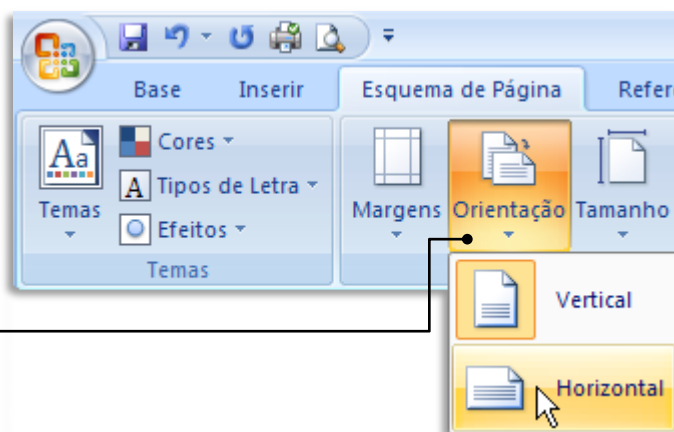 Base Inserir Esquema de Página Refer
Aa Cores
A Tipos de Letra
Temas Efeitos
Margens Orientação Tamanho
Temas
Vertical
Horizontal